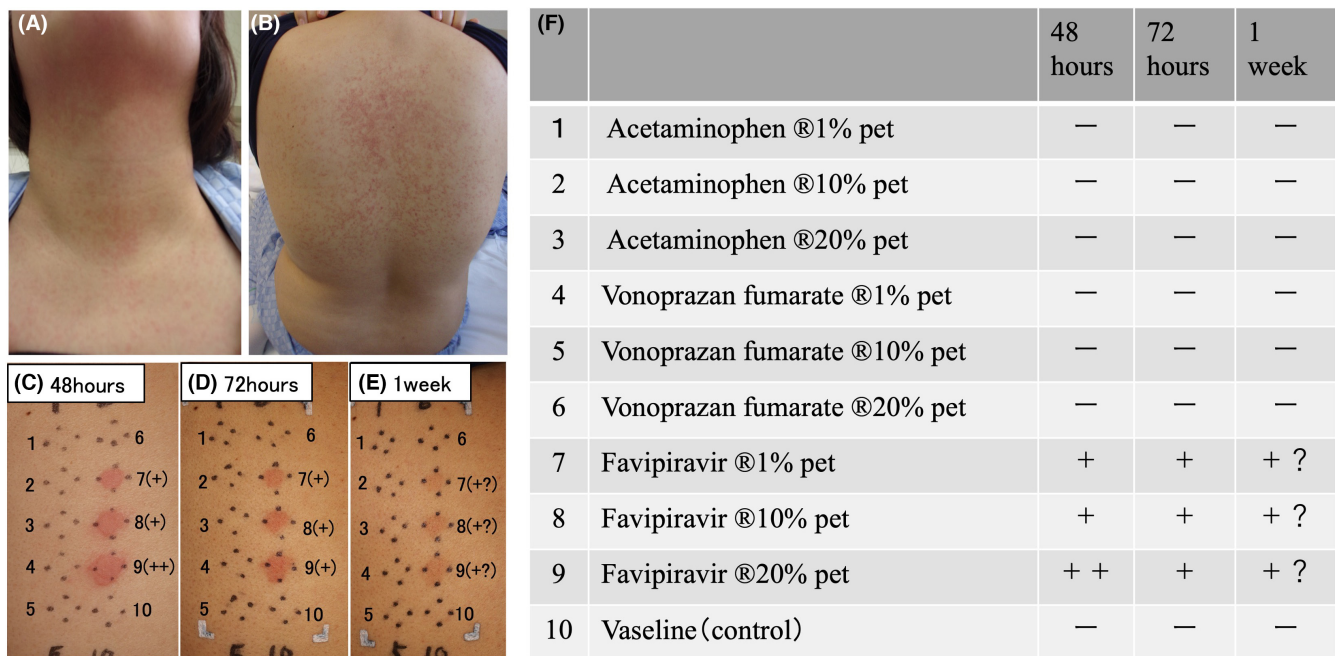 (A)
(B)
(C) 48hours
1
6
2
7(+)
3
8(+)
4
9(++)
5
10
(D) 72hours
1
6
2
7(+)
3
8(+)
4
9(+)
5
10
(E) 1week
1
6
2
7(+?)
3
8(+?)
4
9(+?)
5
10
5 10
(F) 48 hours 72 hours 1 week
1 Acetaminophen ®1% pet — — —
2 Acetaminophen ®10% pet — — —
3 Acetaminophen ®20% pet — — —
4 Vonoprazan fumarate ®1% pet — — —
5 Vonoprazan fumarate ®10% pet — — —
6 Vonoprazan fumarate ®20% pet — — —
7 Favipiravir ®1% pet + + + ?
8 Favipiravir ®10% pet + + + ?
9 Favipiravir ®20% pet + + + + ?
10 Vaseline(control) — — —